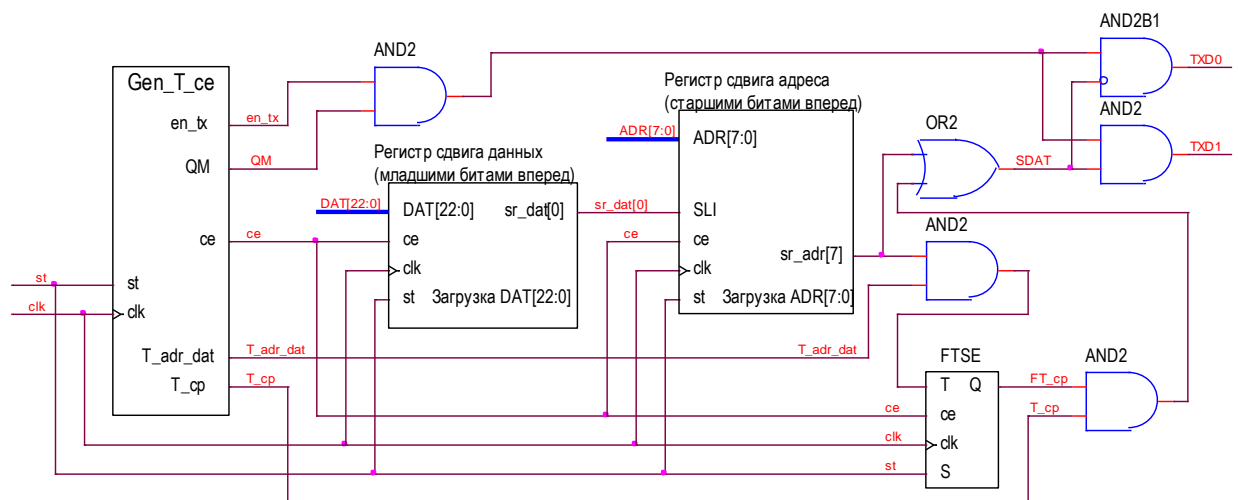 AND2B1
AND2
TXD0
Gen_T_ce
en_tx
en_tx
QM
QM
ce
ce
st
st
clk
clk
T_adr_dat
T_adr_dat
T_cp
T_cp
Регистр сдвига данных
(младшими битами вперед)
DAT[22:0]
DAT[22:0]
sr_dat[0]
sr_dat[0]
ce
clk
st
Загрузка DAT[22:0]
Регистр сдвига адреса
(старшими битами вперед)
ADR[7:0]
ADR[7:0]
SLI
ce
ce
clk
sr_adr[7]
st
Загрузка ADR[7:0]
T_adr_dat
OR2
SDAT
AND2
TXD1
AND2
FTSE
T
Q
FT_cp
ce
ce
clk
clk
st
S
AND2
T_cp